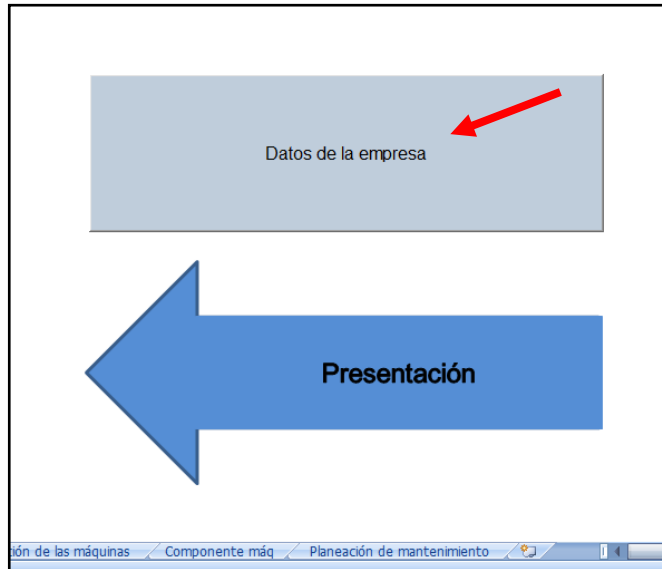 Datos de la empresa
Presentación
ión de las máquinas Componente máq Planeación de mantenimiento